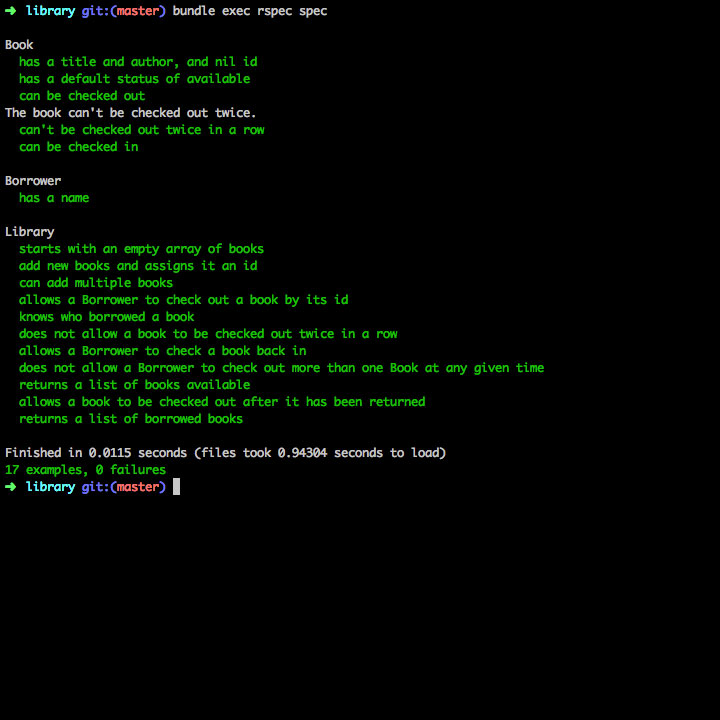 ➜  library git:(master) bundle exec rspec spec
Book
has a title and author, and nil id
has a default status of available
can be checked out
The book can't be checked out twice.
can't be checked out twice in a row
can be checked in
Borrower
has a name
Library
starts with an empty array of books
add new books and assigns it an id
can add multiple books
allows a Borrower to check out a book by its id
knows who borrowed a book
does not allow a book to be checked out twice in a row
allows a Borrower to check a book back in
does not allow a Borrower to check out more than one Book at any given time
returns a list of books available
allows a book to be checked out after it has been returned
returns a list of borrowed books
Finished in 0.0115 seconds (files took 0.94304 seconds to load)
17 examples, 0 failures
➜  library git:(master)